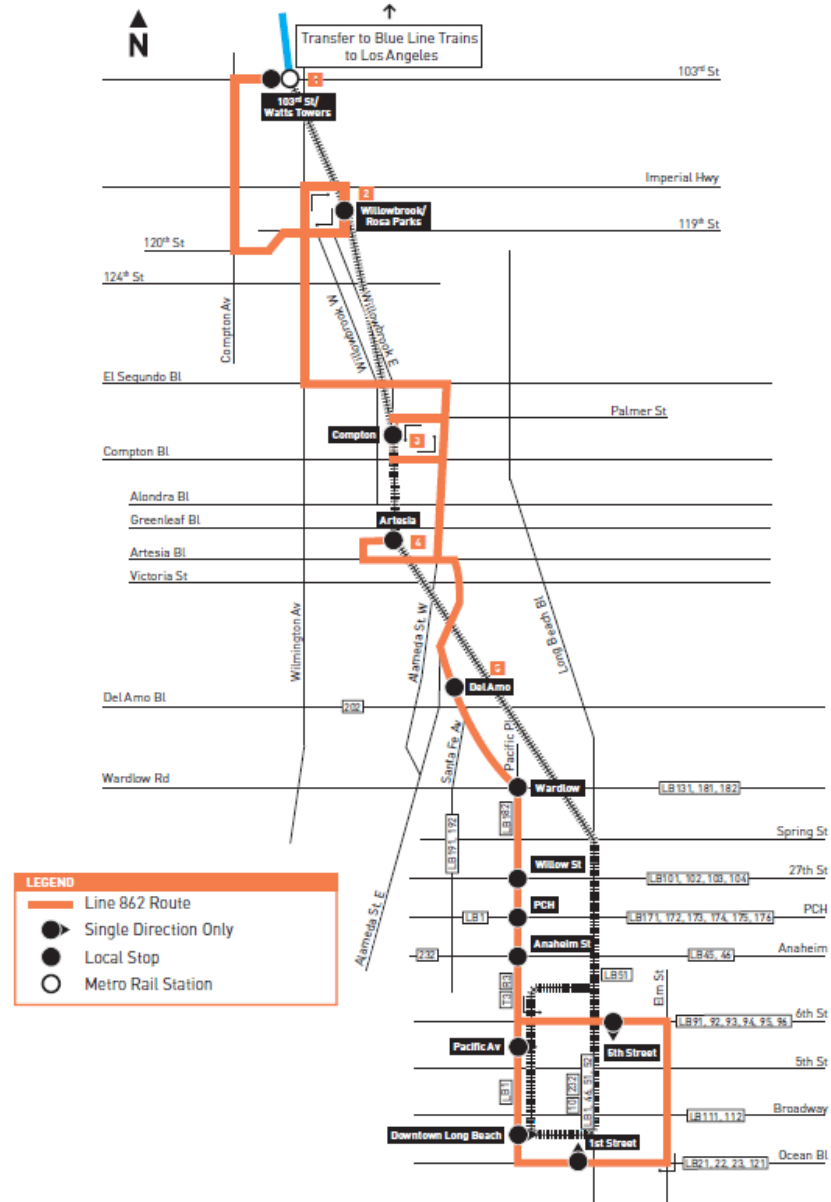 N
Transfer to Blue Line Trains
to Los Angeles
103rd St
1
103rd St/
Watts Towers
Imperial Hwy
2
Willowbrook/
Rosa Parks
119th St
120th St
124th St
Compton Av
Willowbrook W
Willowbrook E
El Segundo Bl
Palmer St
Compton
3
Compton Bl
Alondra Bl
Greenleaf Bl
Artesia
4
Artesia Bl
Victoria St
Wilmington Av
Alameda St. W
Long Beach Bl
5
Del Amo
Del Amo Bl
202
Santa Fe Av
Pacific Pl
Wardlow Rd
Wardlow
LB131, 181, 182
LB182
LB191, 192
Spring St
Willow St
LB101, 102, 103, 104
27th St
LB1
PCH
LB171, 172, 173, 174, 175, 176
PCH
232
Anaheim St
LB45, 46
Anaheim
Alameda St. E
LB51
Elm St
T3
LB91, 92, 93, 94, 95, 96
6th St
Pacific Av
5th St
LB1
10
232
LB1, 46, 51, 52
Broadway
LB111, 112
Downtown Long Beach
1st Street
LB21, 22, 23, 121
Ocean Bl
LEGEND
Line 862 Route
Single Direction Only
Local Stop
Metro Rail Station